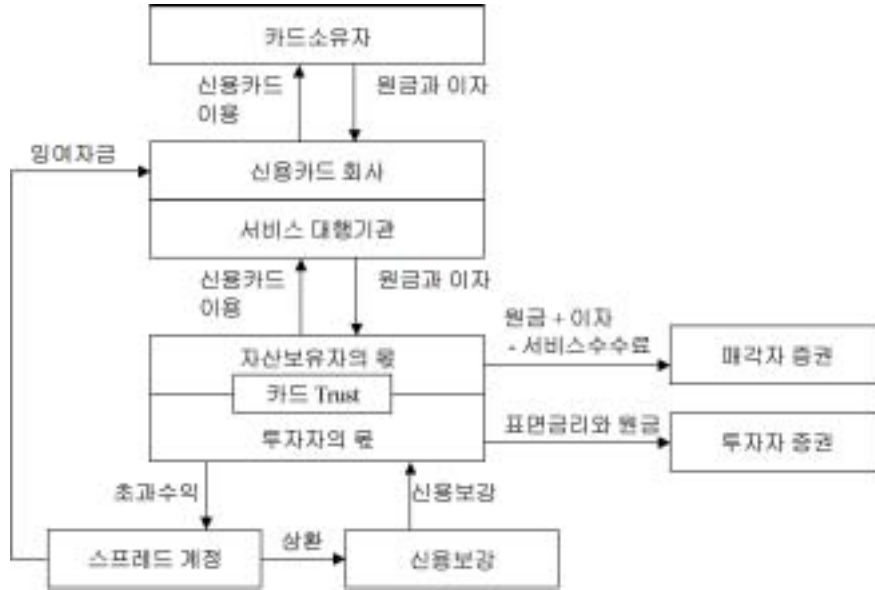 카드소유자
신용카드
이용
원금과 이자
잉여자금
신용카드 회사
서비스 대행기관
신용카드
이용
원금과 이자
원금 + 이자
- 서비스수수료
자산보유자의 몫
카드 Trust
투자자의 몫
매각자 증권
표면금리와 원금
투자자 증권
초과수익
신용보강
스프레드 계정
상환
신용보강